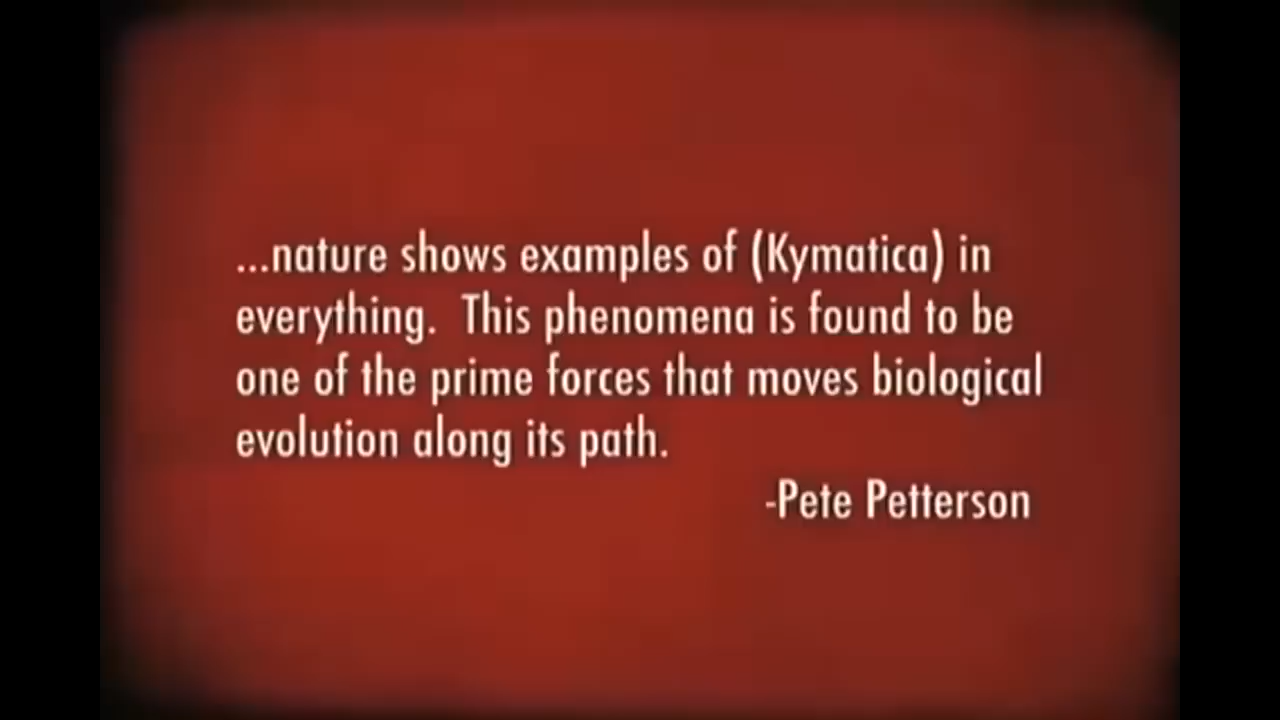 ...nature shows examples of (Kymatica) in
everything.  This phenomena is found to be
one of the prime forces that moves biological
evolution along its path.
-Pete Petterson